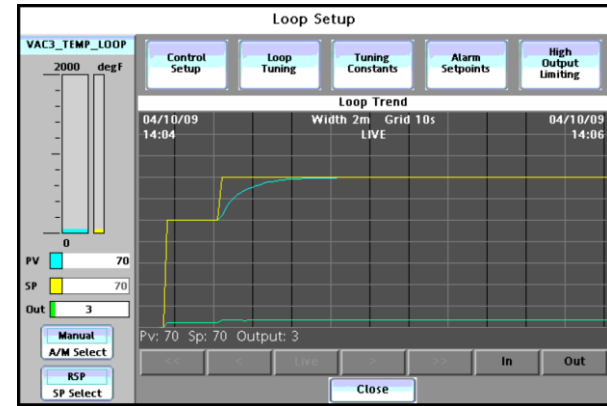 Loop Setup
VAC3_TEMP_LOOP
2000 degF
0
PV 70
SP 70
Out 3
Manual
A/M Select
RSP
SP Select
Control
Setup
Loop
Tuning
Tuning
Constants
Alarm
Setpoints
High
Output
Limiting
Loop Trend
04/10/09 Width 2m Grid 10s 04/10/09
14:04 LIVE 14:06
Pv: 70 Sp: 70 Output: 3
<< < Live > >> In Out
Close